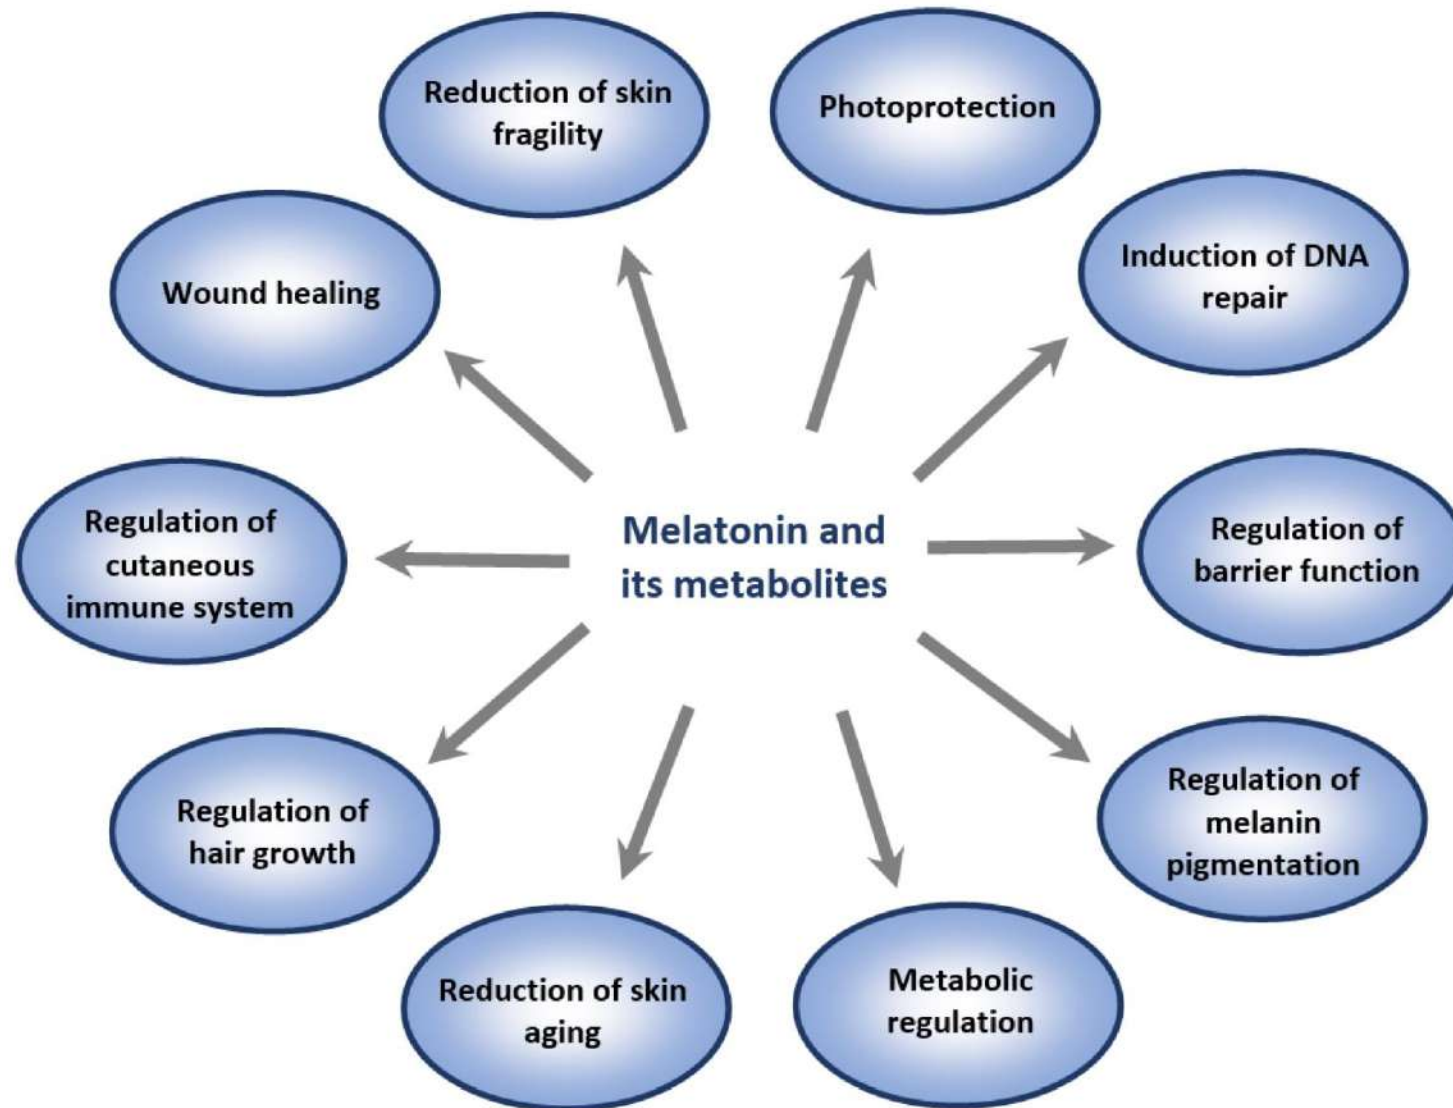 Reduction of skin
fragility
Photoprotection
Induction of DNA
repair
Wound healing
Regulation of
cutaneous
immune system
Melatonin and
its metabolites
Regulation of
barrier function
Regulation of
hair growth
Regulation of
melanin
pigmentation
Reduction of skin
aging
Metabolic
regulation